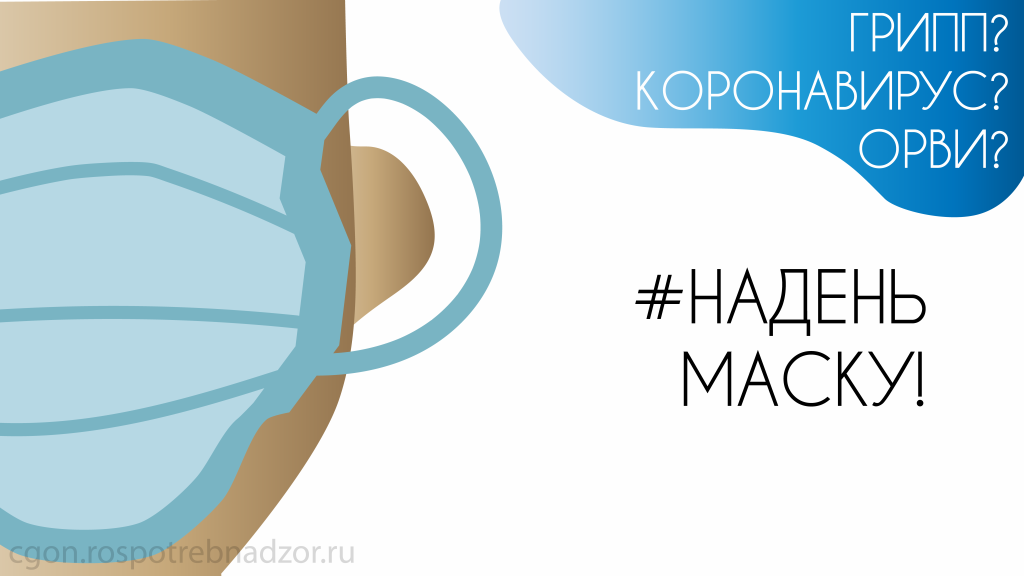 ГРИПП?
КОРОНАВИРУС?
ОРВИ?
#НАДЕНЬ
МАСКУ!
cgon.rospotrebnadzor.ru